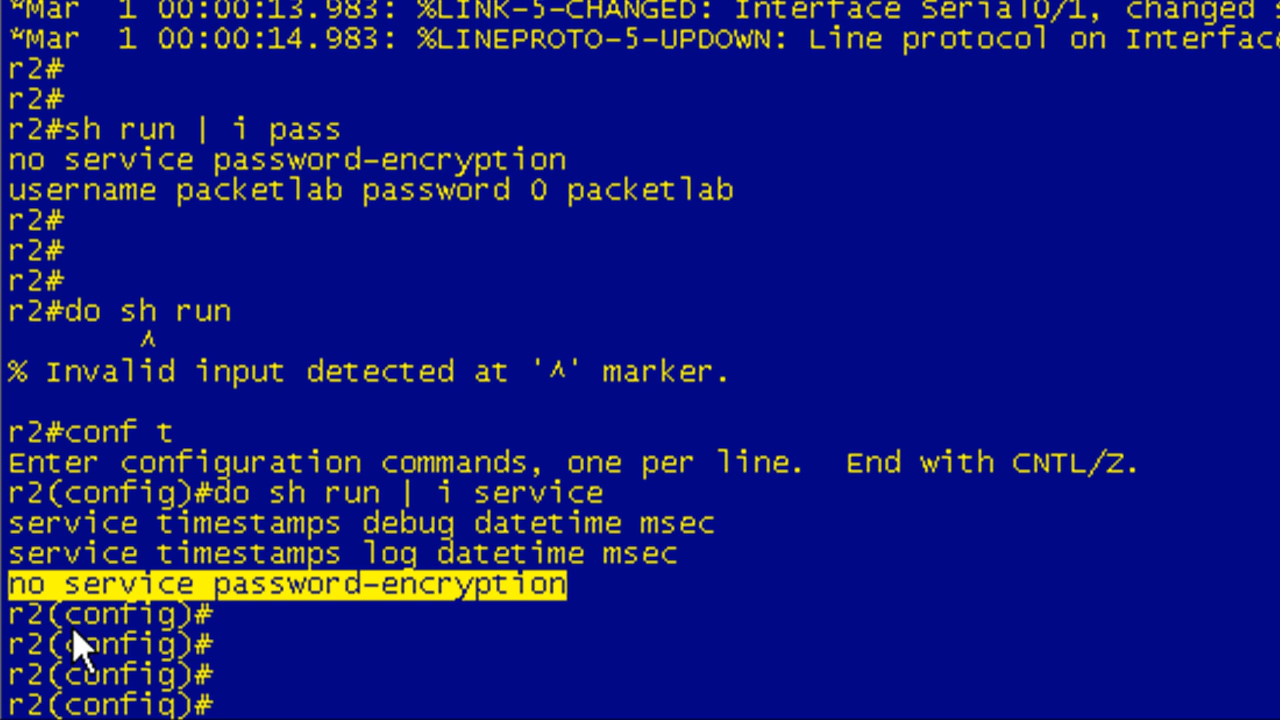 *Mar  1 00:00:13.983: %LINK-5-CHANGED: Interface Serial0/1, changed
*Mar  1 00:00:14.983: %LINEPROTO-5-UPDOWN: Line protocol on Interface
r2#
r2#
r2#sh run | i pass
no service password-encryption
username packetlab password 0 packetlab
r2#
r2#
r2#
r2#do sh run
^
% Invalid input detected at '^' marker.
r2#conf t
Enter configuration commands, one per line.  End with CNTL/Z.
r2(config)#do sh run | i service
service timestamps debug datetime msec
service timestamps log datetime msec
no service password-encryption
r2(config)#
r2(config)#
r2(config)#
r2(config)#